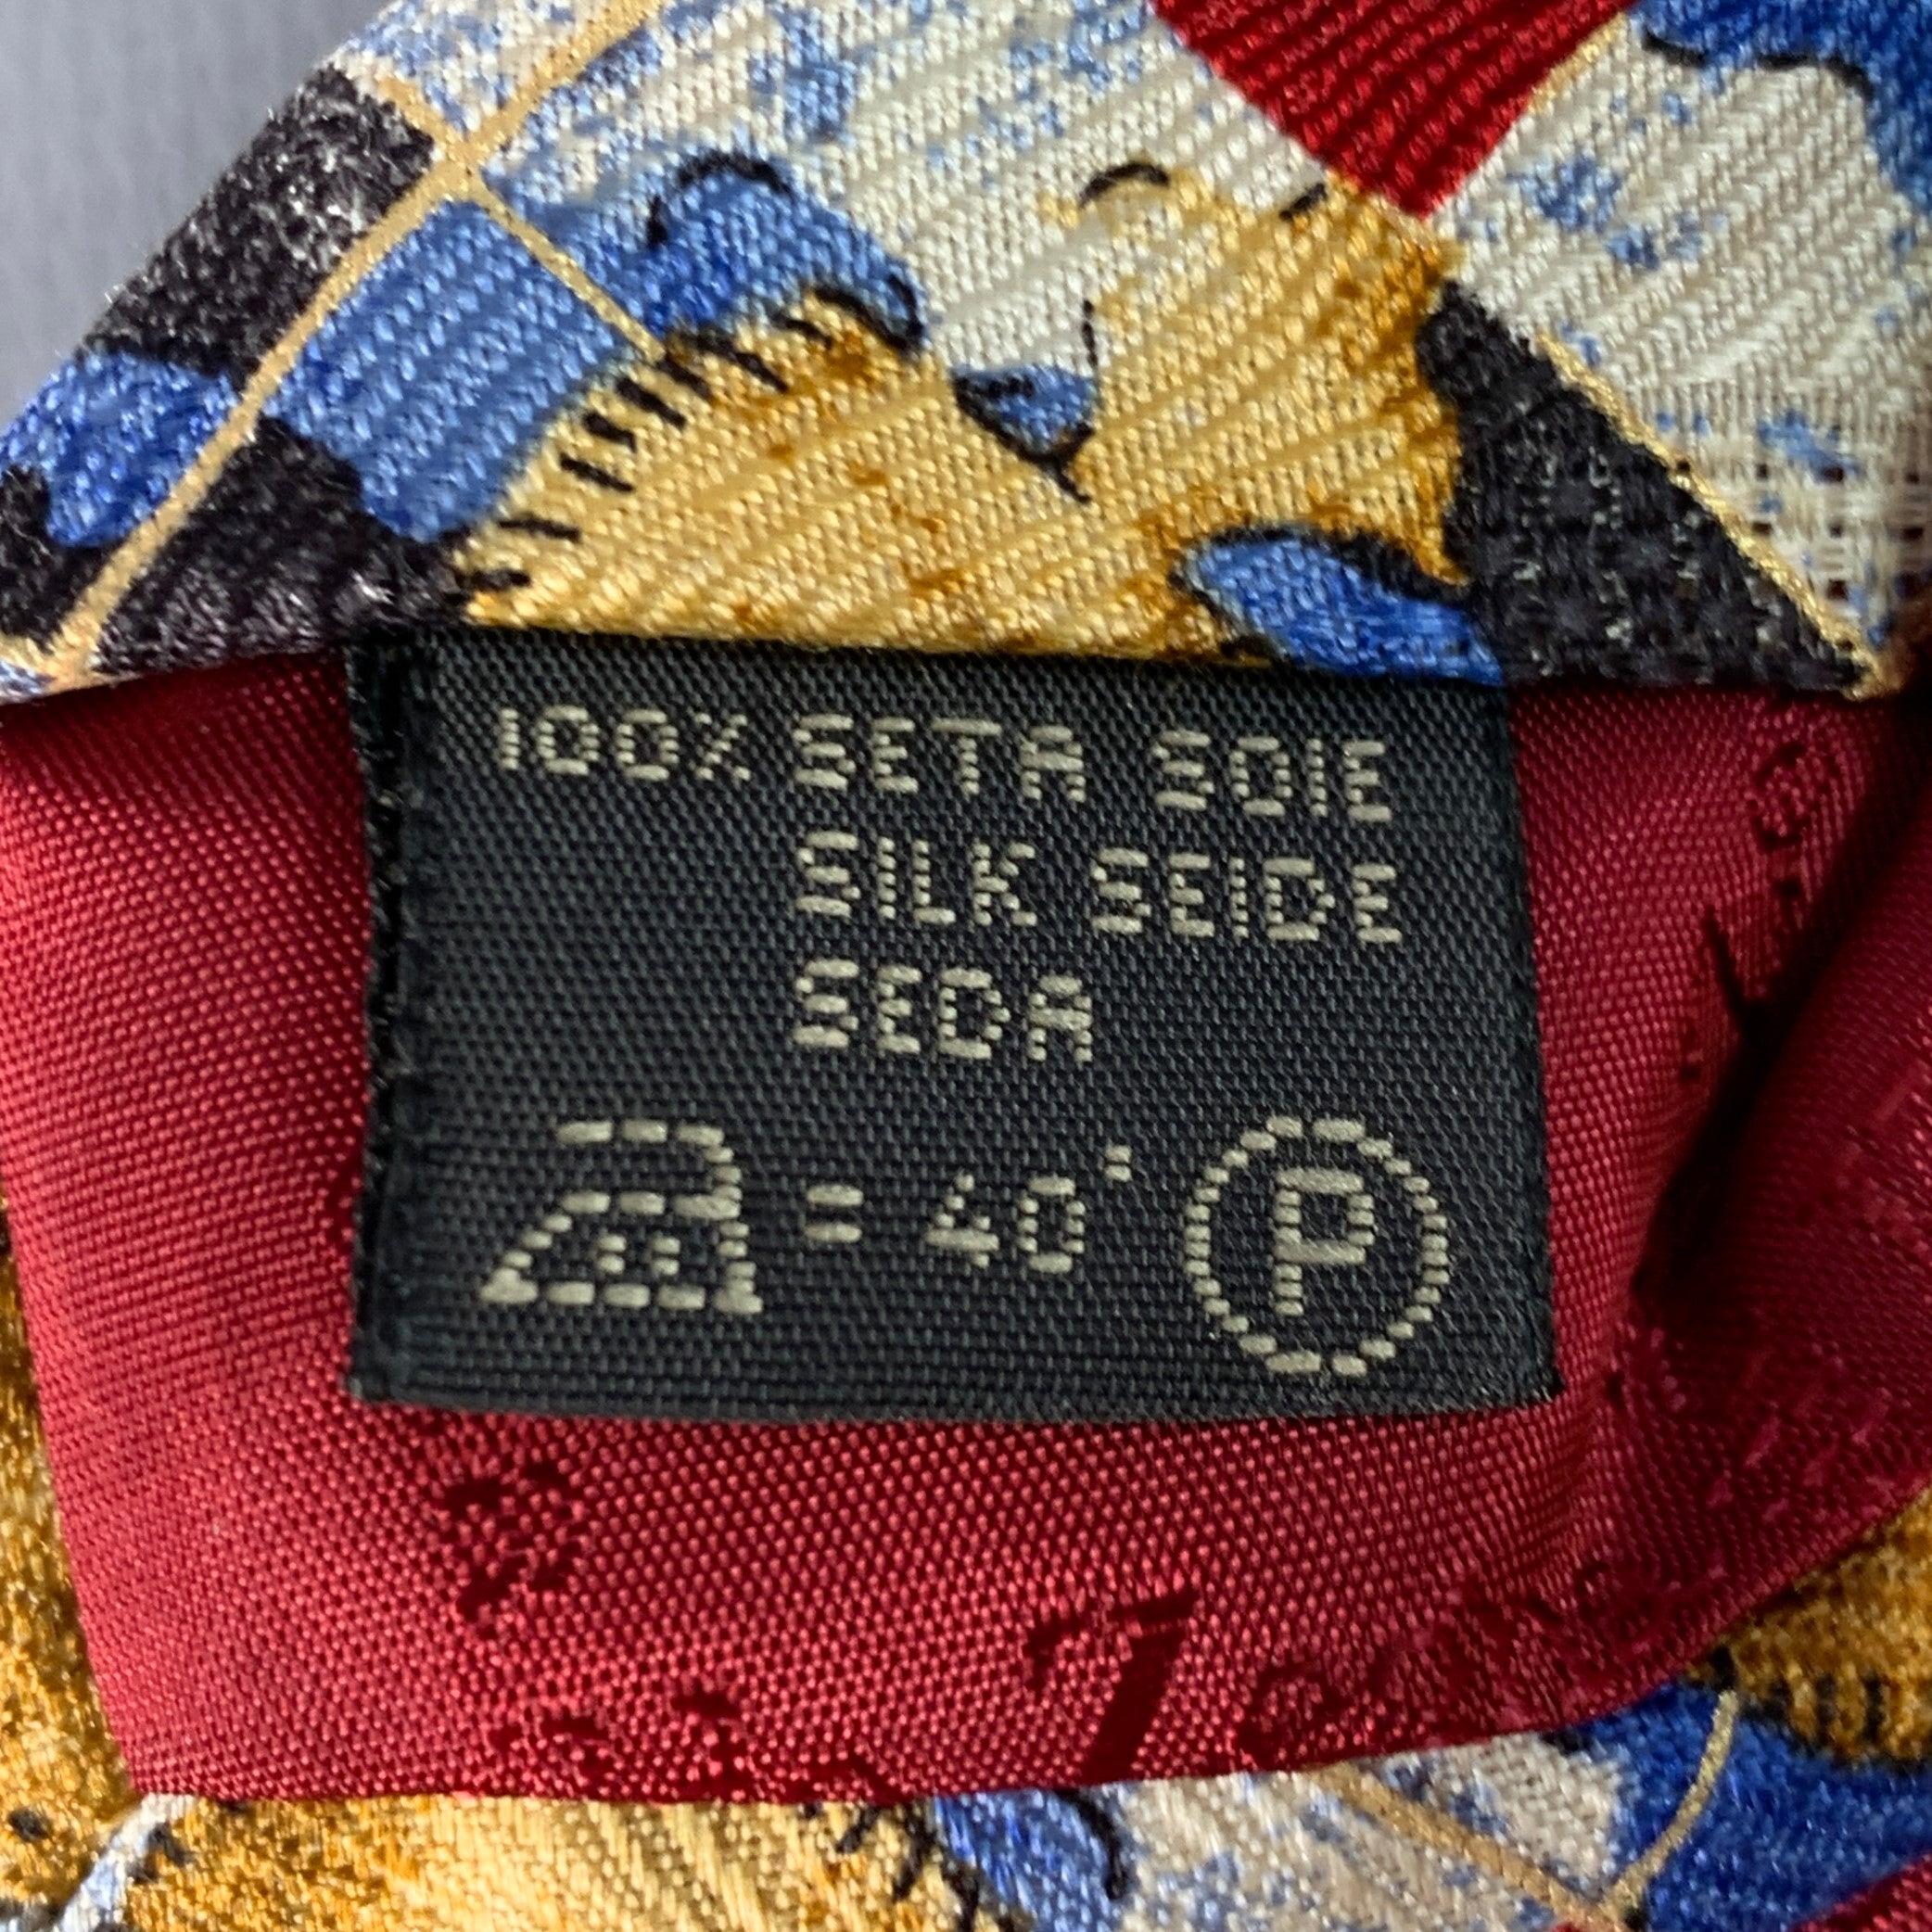 100% SETA SOIE
SILK SEIDE
SEDA
= 40° P